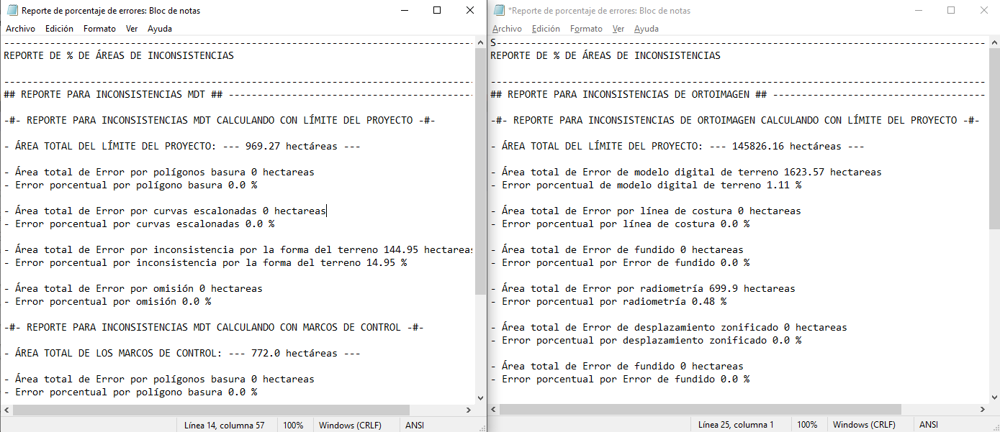 Reporte de porcentaje de errores: Bloc de notas
Archivo Edición Formato Ver Ayuda
------------------------------------------------------------------------------------
REPORTE DE % DE ÁREAS DE INCONSISTENCIAS
------------------------------------------------------------------------------------
## REPORTE PARA INCONSISTENCIAS MDT ## --------------------------------------------
-#- REPORTE PARA INCONSISTENCIAS MDT CALCULANDO CON LÍMITE DEL PROYECTO -#-
- ÁREA TOTAL DEL LÍMITE DEL PROYECTO: --- 969.27 hectáreas ---
- Área total de Error por polígonos basura 0 hectareas
- Error porcentual por polígono basura 0.0 %
- Área total de Error por curvas escalonadas 0 hectareas
- Error porcentual por curvas escalonadas 0.0 %
- Área total de Error por inconsistencia por la forma del terreno 144.95 hectareas
- Error porcentual por inconsistencia por la forma del terreno 14.95 %
- Área total de Error por omisión 0 hectareas
- Error porcentual por omisión 0.0 %
-#- REPORTE PARA INCONSISTENCIAS MDT CALCULANDO CON MARCOS DE CONTROL -#-
- ÁREA TOTAL DE LOS MARCOS DE CONTROL: --- 772.0 hectáreas ---
- Área total de Error por polígonos basura 0 hectareas
- Error porcentual por polígono basura 0.0 %
Línea 14, columna 57 100% Windows (CRLF) ANSI
*Reporte de porcentaje de errores: Bloc de notas
Archivo Edición Formato Ver Ayuda
S---------------------------------------------------------------------------------------
REPORTE DE % DE ÁREAS DE INCONSISTENCIAS
----------------------------------------------------------------------------------------
## REPORTE PARA INCONSISTENCIAS DE ORTOIMAGEN ## --------------------------------------
-#- REPORTE PARA INCONSISTENCIAS DE ORTOIMAGEN CALCULANDO CON LÍMITE DEL PROYECTO -#-
- ÁREA TOTAL DEL LÍMITE DEL PROYECTO: --- 145826.16 hectáreas ---
- Área total de Error de modelo digital de terreno 1623.57 hectareas
- Error porcentual de modelo digital de terreno 1.11 %
- Área total de Error por línea de costura 0 hectareas
- Error porcentual por línea de costura 0.0 %
- Área total de Error de fundido 0 hectareas
- Error porcentual por Error de fundido 0.0 %
- Área total de Error por radiometría 699.9 hectareas
- Error porcentual por radiometría 0.48 %
- Área total de Error de desplazamiento zonificado 0 hectareas
- Error porcentual por desplazamiento zonificado 0.0 %
- Área total de Error de fundido 0 hectareas
- Error porcentual por Error de fundido 0.0 %
Línea 25, columna 1 100% Windows (CRLF) ANSI